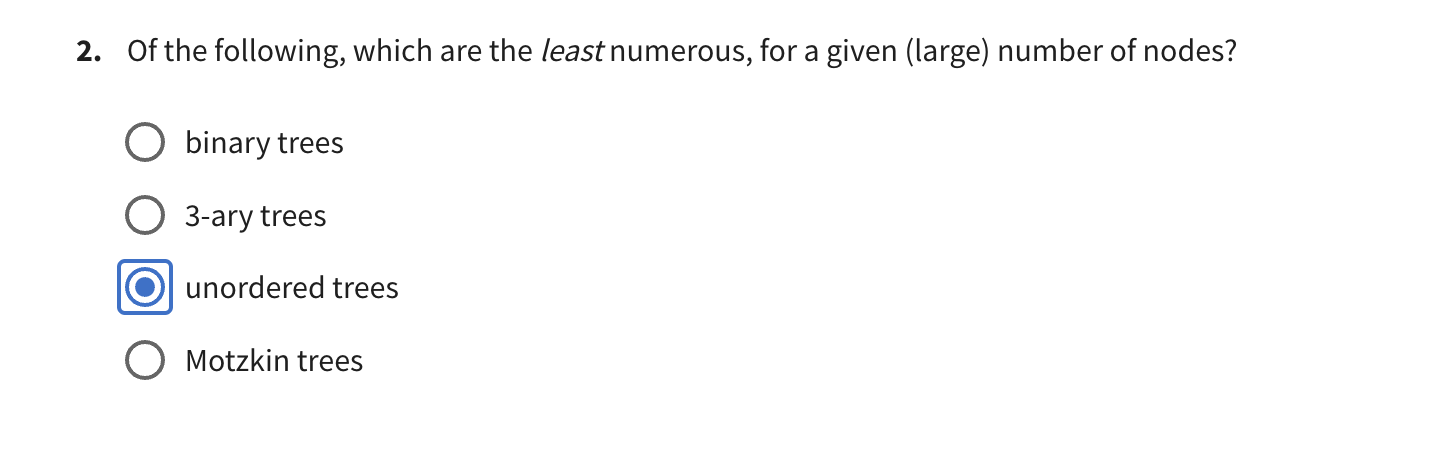 2. Of the following, which are the least numerous, for a given (large) number of nodes?
binary trees
3-ary trees
unordered trees
Motzkin trees